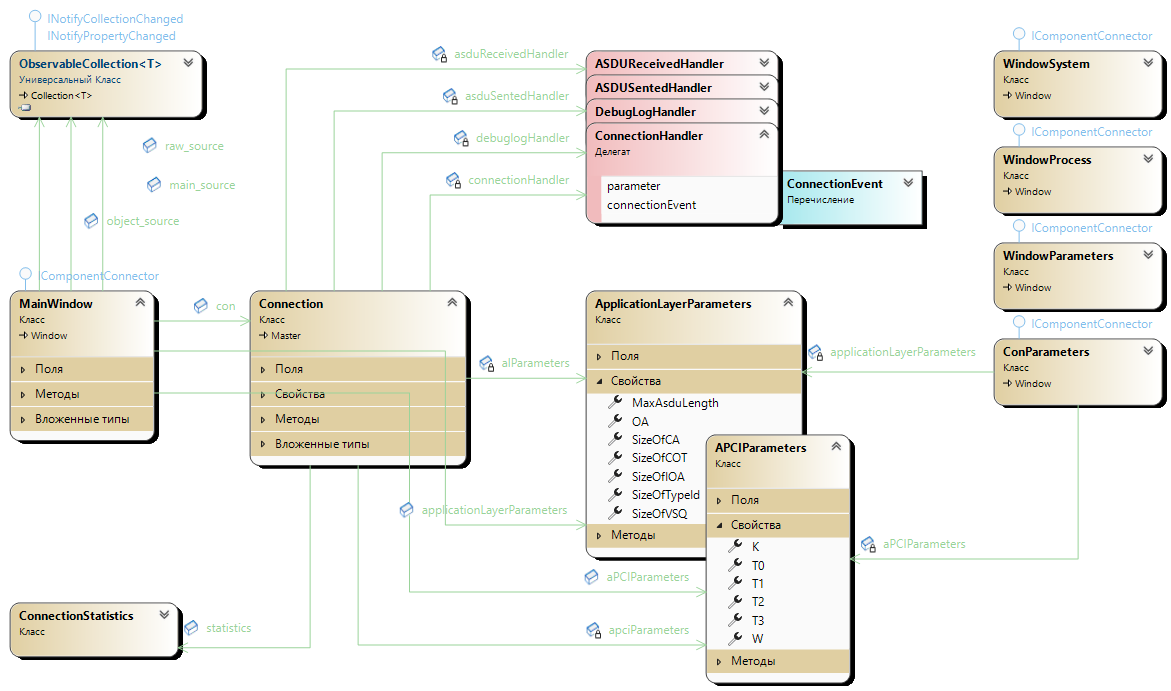 INotifyCollectionChanged
INotifyPropertyChanged
ObservableCollection<T>
Универсальный Класс
Collection<T>
raw_source
main_source
object_source
IComponentConnector
MainWindow
Класс
Window
Поля
Методы
Вложенные типы
con
Connection
Класс
Master
Поля
Свойства
Методы
Вложенные типы
asduReceivedHandler
asduSentedHandler
debuglogHandler
connectionHandler
ASDUReceivedHandler
ASDUSentedHandler
DebugLogHandler
ConnectionHandler
Делегат
parameter
connectionEvent
ConnectionEvent
Перечисление
IComponentConnector
WindowSystem
Класс
Window
IComponentConnector
WindowProcess
Класс
Window
IComponentConnector
WindowParameters
Класс
Window
IComponentConnector
ConParameters
Класс
Window
alParameters
ApplicationLayerParameters
Класс
Поля
Свойства
MaxAsduLength
OA
SizeOfCA
SizeOfCOT
SizeOfIOA
SizeOfTypeId
SizeOfVSQ
Методы
applicationLayerParameters
applicationLayerParameters
APCIParameters
Класс
Поля
Свойства
K
T0
T1
T2
T3
W
Методы
aPCIParameters
aPCIParameters
apciParameters
ConnectionStatistics
Класс
statistics